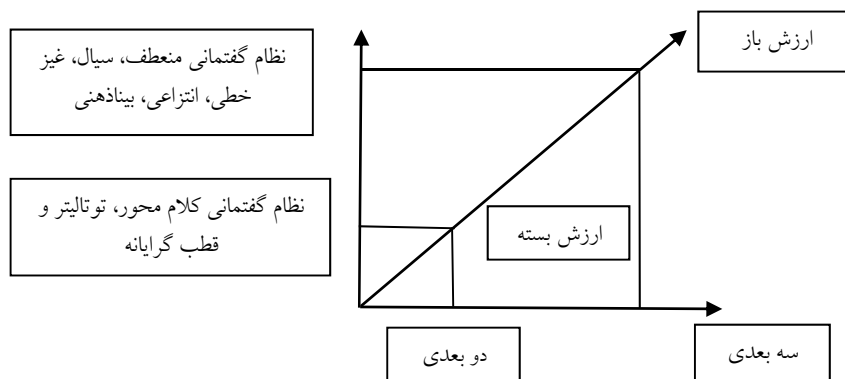 ارزش باز
نظام گفتمانی منعطف، سیال، غیز
خطی، انتزاعی، بیناذهنی
نظام گفتمانی کلام محور، توتالیتر و
قطب گرایانه
ارزش بسته
سه بعدی
دو بعدی